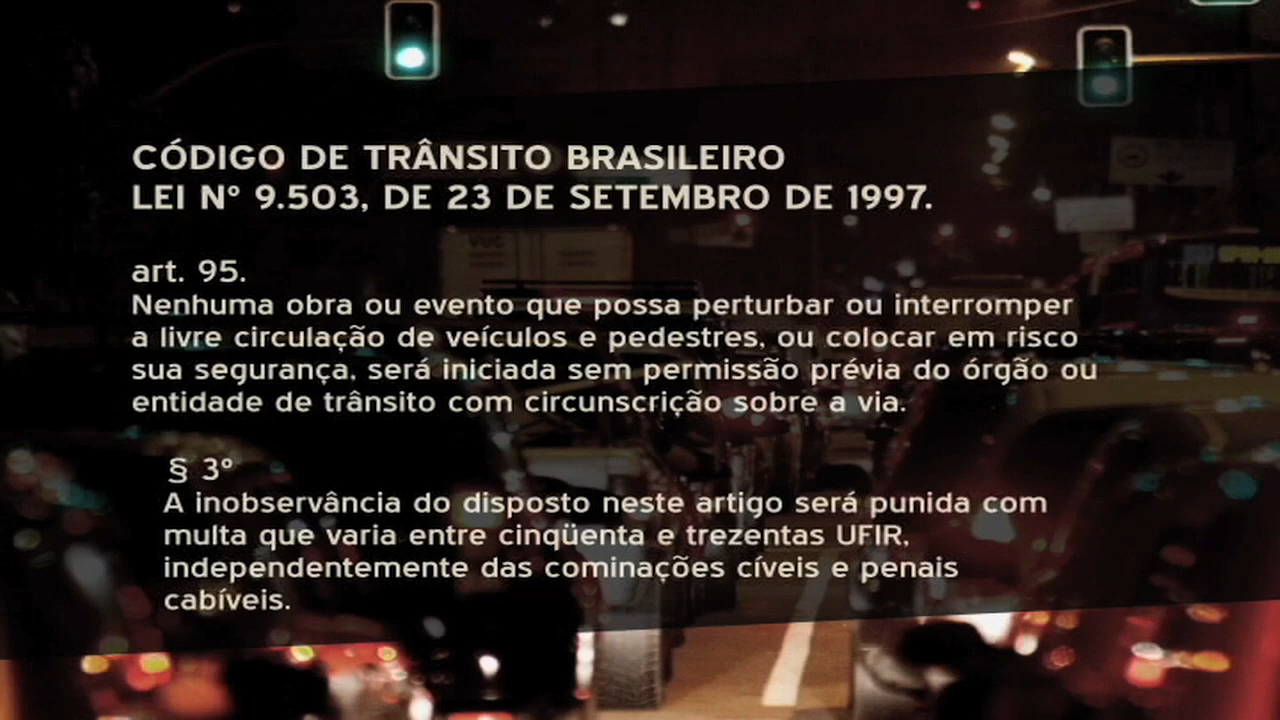 CÓDIGO DE TRÂNSITO BRASILEIRO
LEI Nº 9.503, DE 23 DE SETEMBRO DE 1997.
art. 95.
Nenhuma obra ou evento que possa perturbar ou interromper
a livre circulação de veículos e pedestres, ou colocar em risco
sua segurança, será iniciada sem permissão prévia do órgão ou
entidade de trânsito com circunscrição sobre a via.
§ 3º
A inobservância do disposto neste artigo será punida com
multa que varia entre cinqüenta e trezentas UFIR,
independentemente das cominações cíveis e penais
cabíveis.
VUC